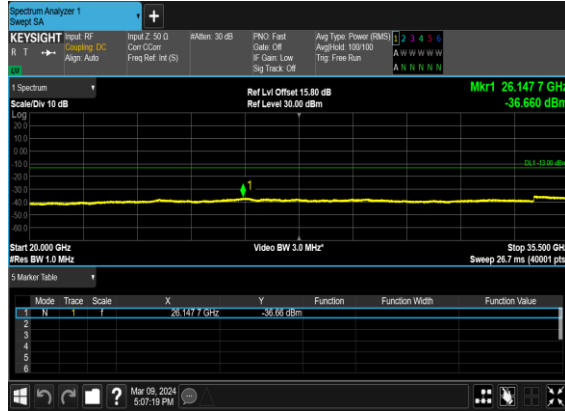 Spectrum Analyzer 1
Swept SA
+
KEYSIGHT
R T
LW
Input: RF
Coupling: DC
Align: Auto
Input Z: 50 Ω
Corr CCorr
Freq Ref: Int (S)
#Atten: 30 dB
PNO: Fast
Gate: Off
IF Gain: Low
Sig Track: Off
Avg Type: Power (RMS)
Avg|Hold: 100/100
Trig: Free Run
1 2 3 4 5 6
A W W W W W
A N N N N N
1 Spectrum
Scale/Div 10 dB
Ref Lvl Offset 15.80 dB
Ref Level 30.00 dBm
Mkr1 26.147 7 GHz
-36.660 dBm
Log
20.0
10.0
0.00
-10.0
-20.0
-30.0
-40.0
-50.0
-60.0
DL1 -13.00 dBm
1
Start 20.000 GHz
#Res BW 1.0 MHz
Video BW 3.0 MHz*
Stop 35.500 GHz
Sweep 26.7 ms (40001 pts)
5 Marker Table
Mode Trace Scale X Y Function Function Width Function Value
1 N 1 f 26.147 7 GHz -36.66 dBm
2
3
4
5
6
?
Mar 09, 2024
5:07:19 PM